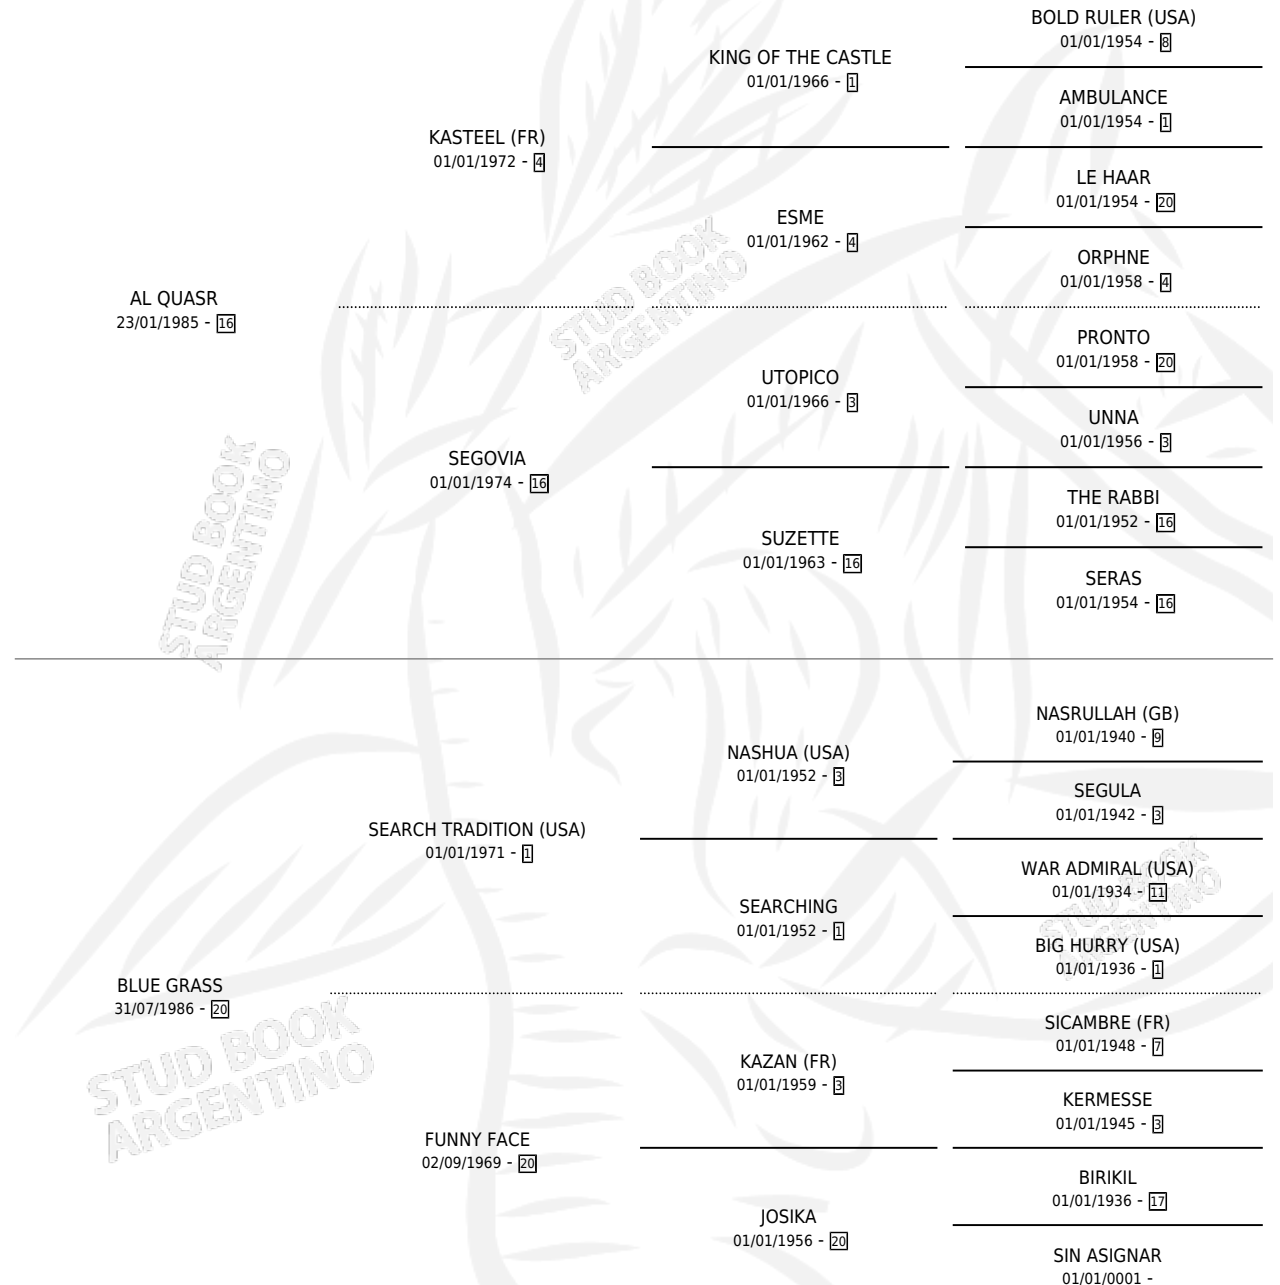 BOLD RULER (USA)
01/01/1954 - 8
KING OF THE CASTLE
01/01/1966 - 1
AMBULANCE
01/01/1954 - 1
KASTEEL (FR)
01/01/1972 - 4
LE HAAR
01/01/1954 - 20
ESME
01/01/1962 - 4
ORPHNE
01/01/1958 - 4
AL QUASR
23/01/1985 - 16
PRONTO
01/01/1958 - 20
UTOPICO
01/01/1966 - 3
UNNA
01/01/1956 - 3
SEGOVIA
01/01/1974 - 16
THE RABBI
01/01/1952 - 16
SUZETTE
01/01/1963 - 16
SERAS
01/01/1954 - 16
STUD BOOK
ARGENTINO
STUD BOOK
ARGENTINO
NASRULLAH (GB)
01/01/1940 - 9
NASHUA (USA)
01/01/1952 - 3
SEGULA
01/01/1942 - 3
SEARCH TRADITION (USA)
01/01/1971 - 1
WAR ADMIRAL (USA)
01/01/1934 - 11
SEARCHING
01/01/1952 - 1
BIG HURRY (USA)
01/01/1936 - 1
STUD BOOK
ARGENTINO
BLUE GRASS
31/07/1986 - 20
SICAMBRE (FR)
01/01/1948 - 7
KAZAN (FR)
01/01/1959 - 3
KERMESSE
01/01/1945 - 3
FUNNY FACE
02/09/1969 - 20
BIRIKIL
01/01/1936 - 17
JOSIKA
01/01/1956 - 20
SIN ASIGNAR
01/01/0001 -
STUD BOOK
ARGENTINO